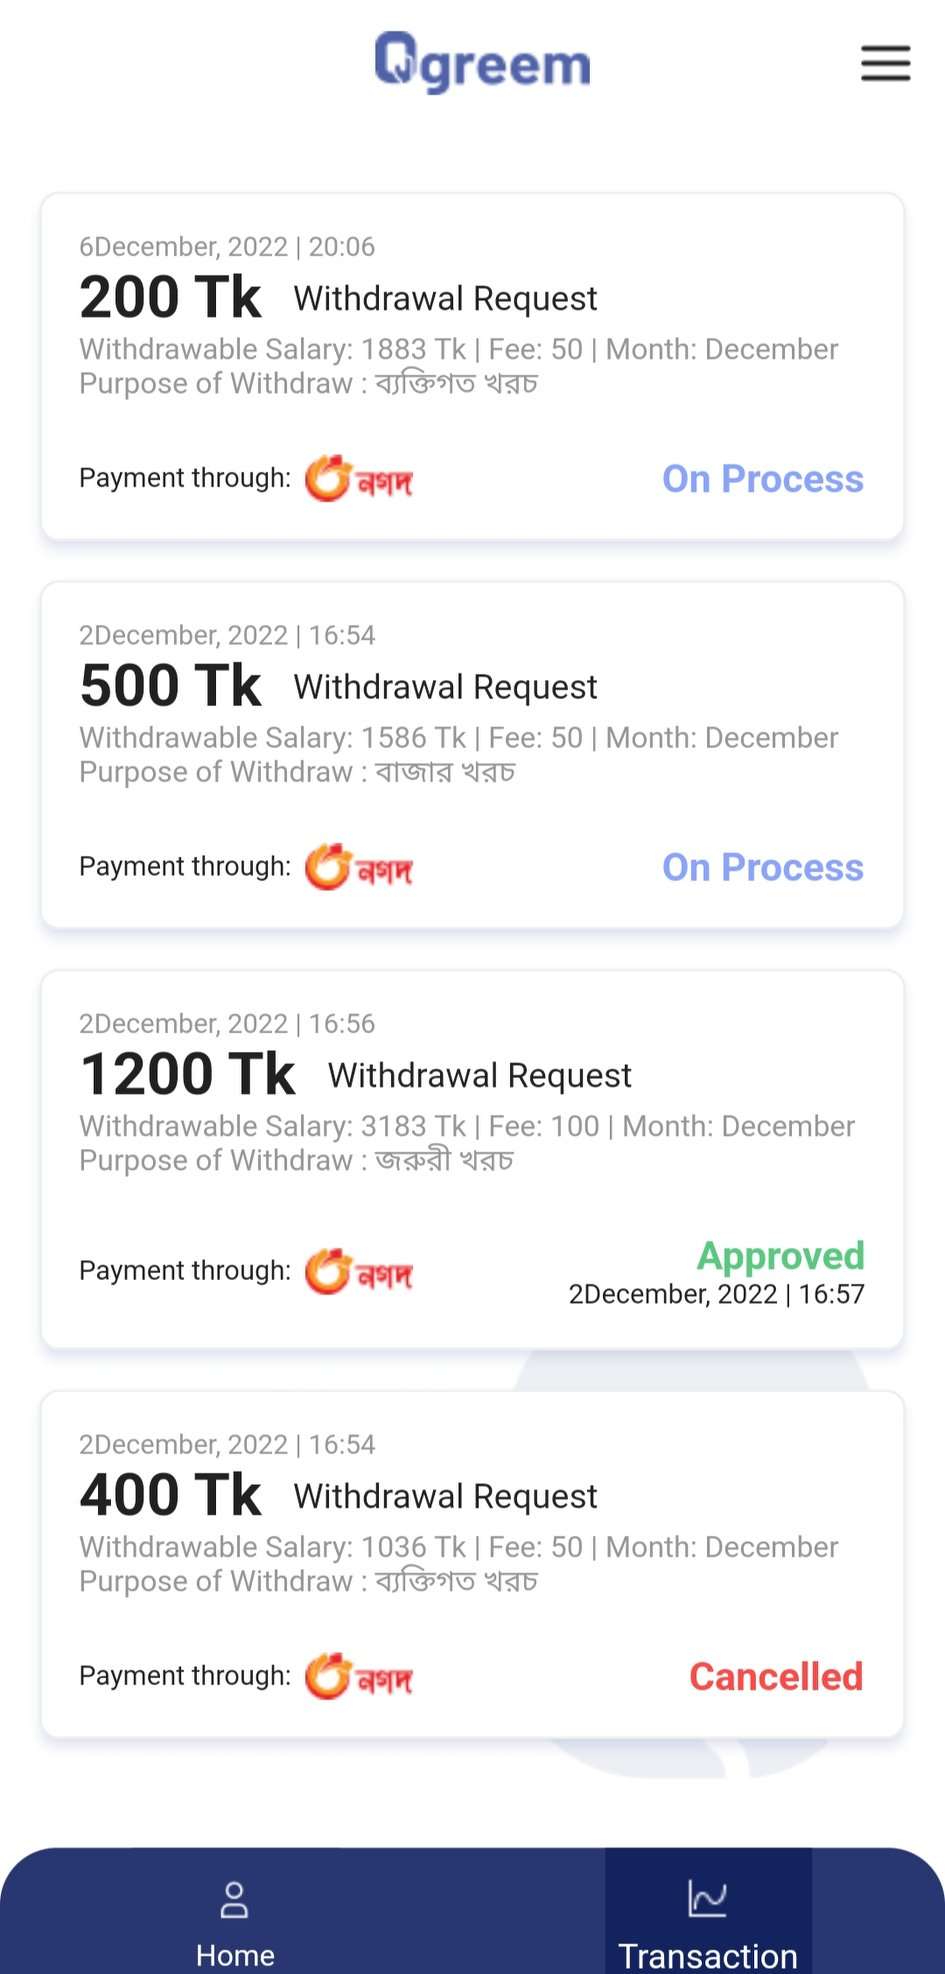 Qgreem
6December, 2022 | 20:06
200 Tk Withdrawal Request
Withdrawable Salary: 1883 Tk | Fee: 50 | Month: December
Purpose of Withdraw : ব্যক্তিগত খরচ
Payment through: নগদ On Process
2December, 2022 | 16:54
500 Tk Withdrawal Request
Withdrawable Salary: 1586 Tk | Fee: 50 | Month: December
Purpose of Withdraw : বাজার খরচ
Payment through: নগদ On Process
2December, 2022 | 16:56
1200 Tk Withdrawal Request
Withdrawable Salary: 3183 Tk | Fee: 100 | Month: December
Purpose of Withdraw : জরুরী খরচ
Payment through: নগদ Approved
2December, 2022 | 16:57
2December, 2022 | 16:54
400 Tk Withdrawal Request
Withdrawable Salary: 1036 Tk | Fee: 50 | Month: December
Purpose of Withdraw : ব্যক্তিগত খরচ
Payment through: নগদ Cancelled
Home Transaction